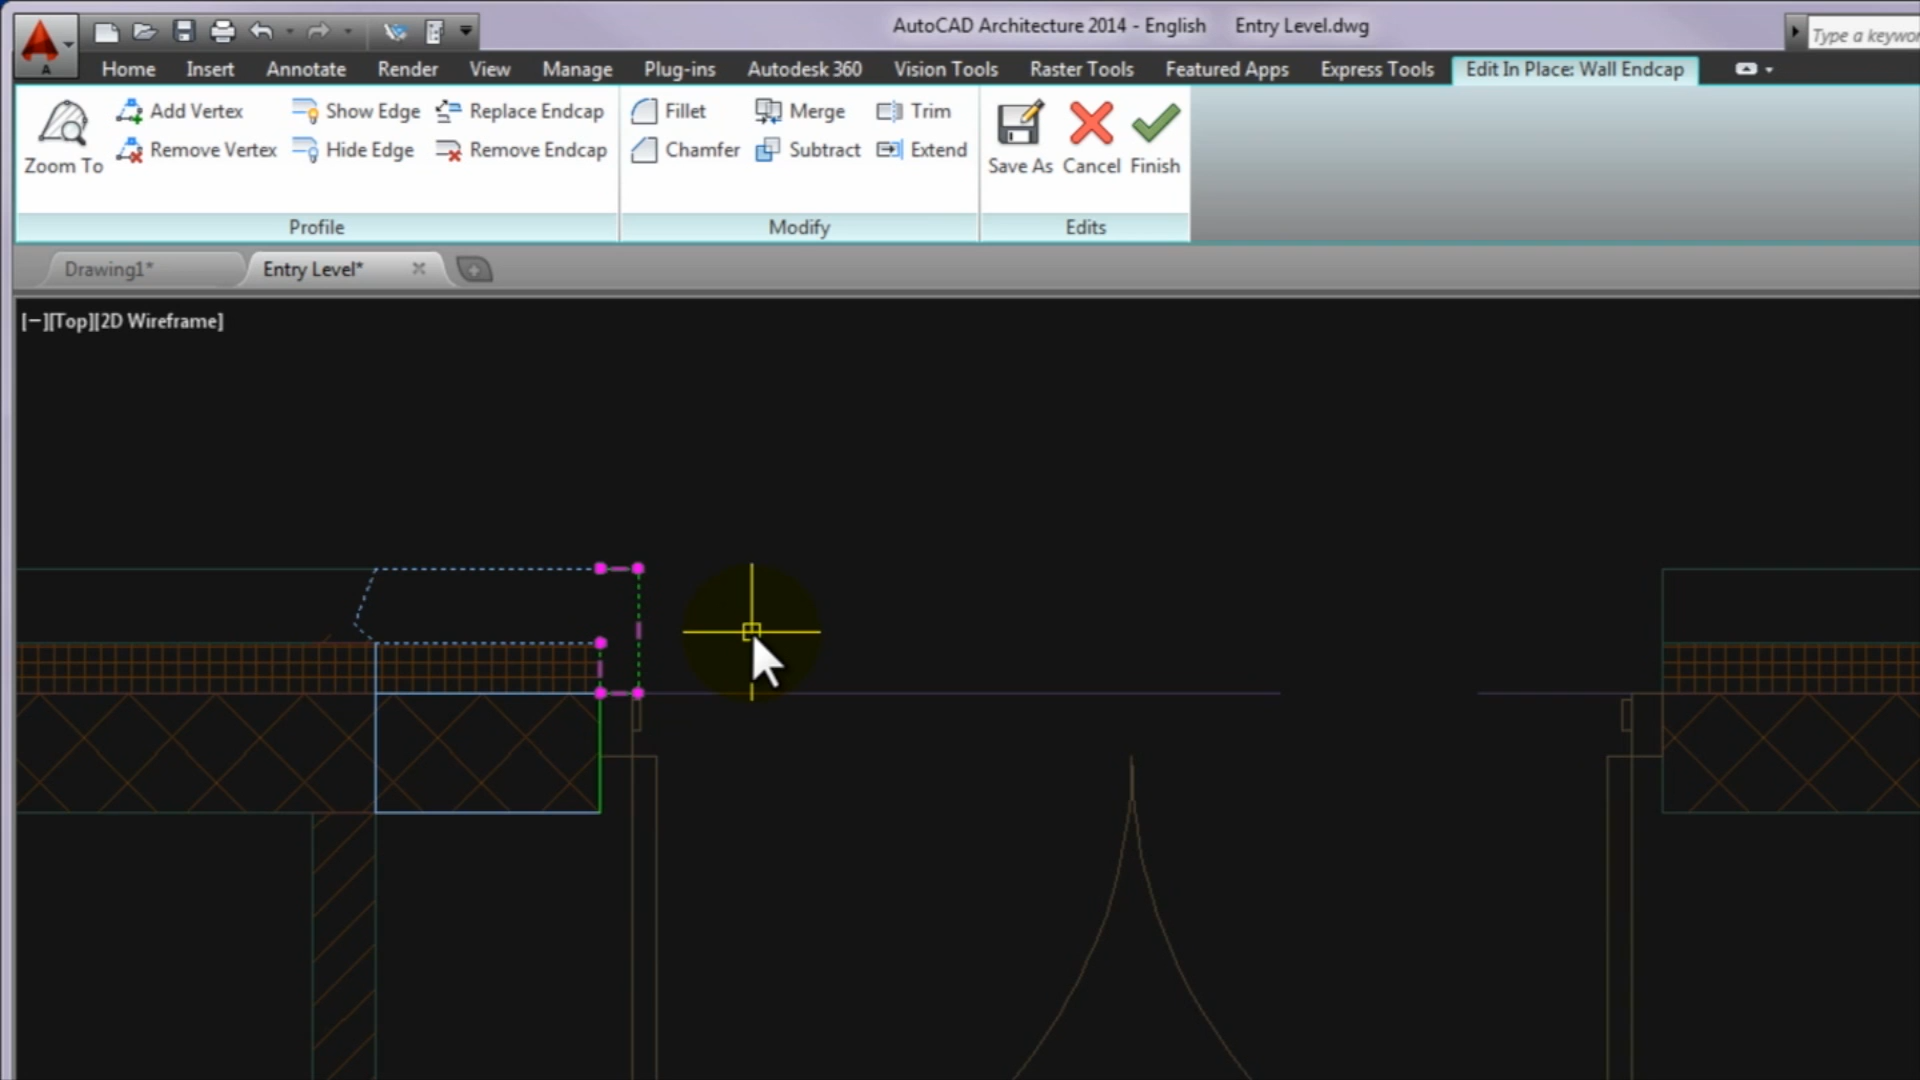 AutoCAD Architecture 2014 - English Entry Level.dwg
Type a keywor
A
Home Insert Annotate Render View Manage Plug-ins Autodesk 360 Vision Tools Raster Tools Featured Apps Express Tools Edit In Place: Wall Endcap
Add Vertex Show Edge Replace Endcap Fillet Merge Trim
Zoom To Remove Vertex Hide Edge Remove Endcap Chamfer Subtract Extend Save As Cancel Finish
Profile Modify Edits
Drawing1* Entry Level*
[−][Top][2D Wireframe]